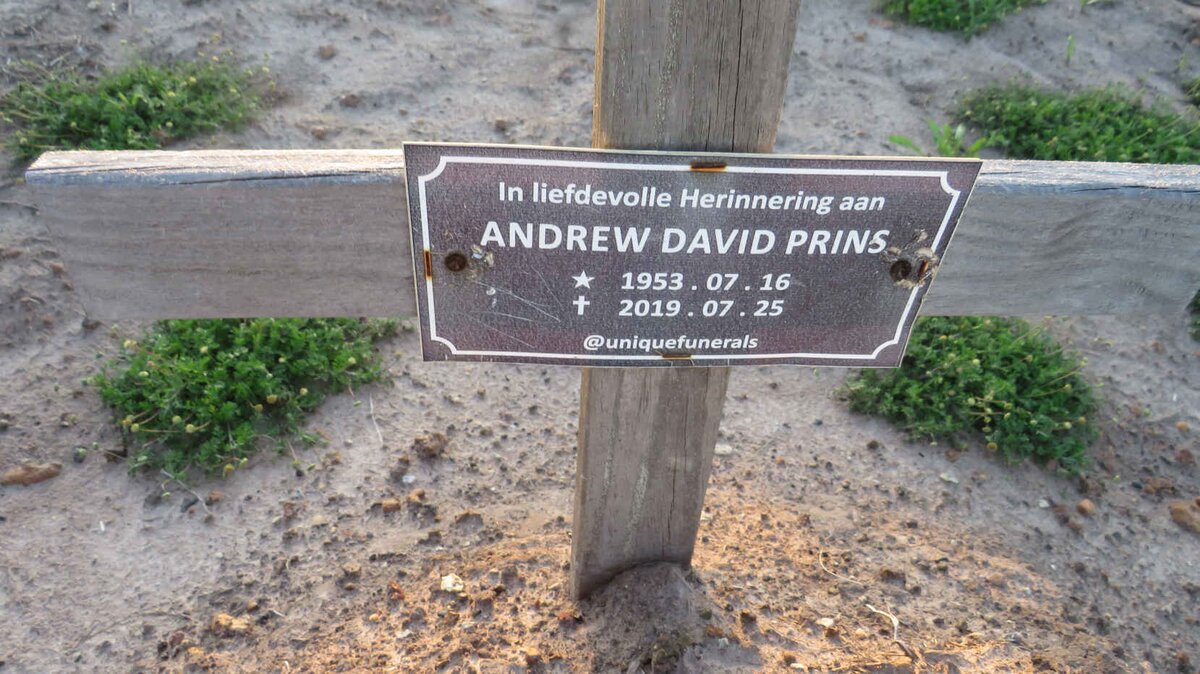 In liefdevolle Herinnering aan
ANDREW DAVID PRINS
★ 1953 . 07 . 16
✝ 2019 . 07 . 25
@uniquefunerals